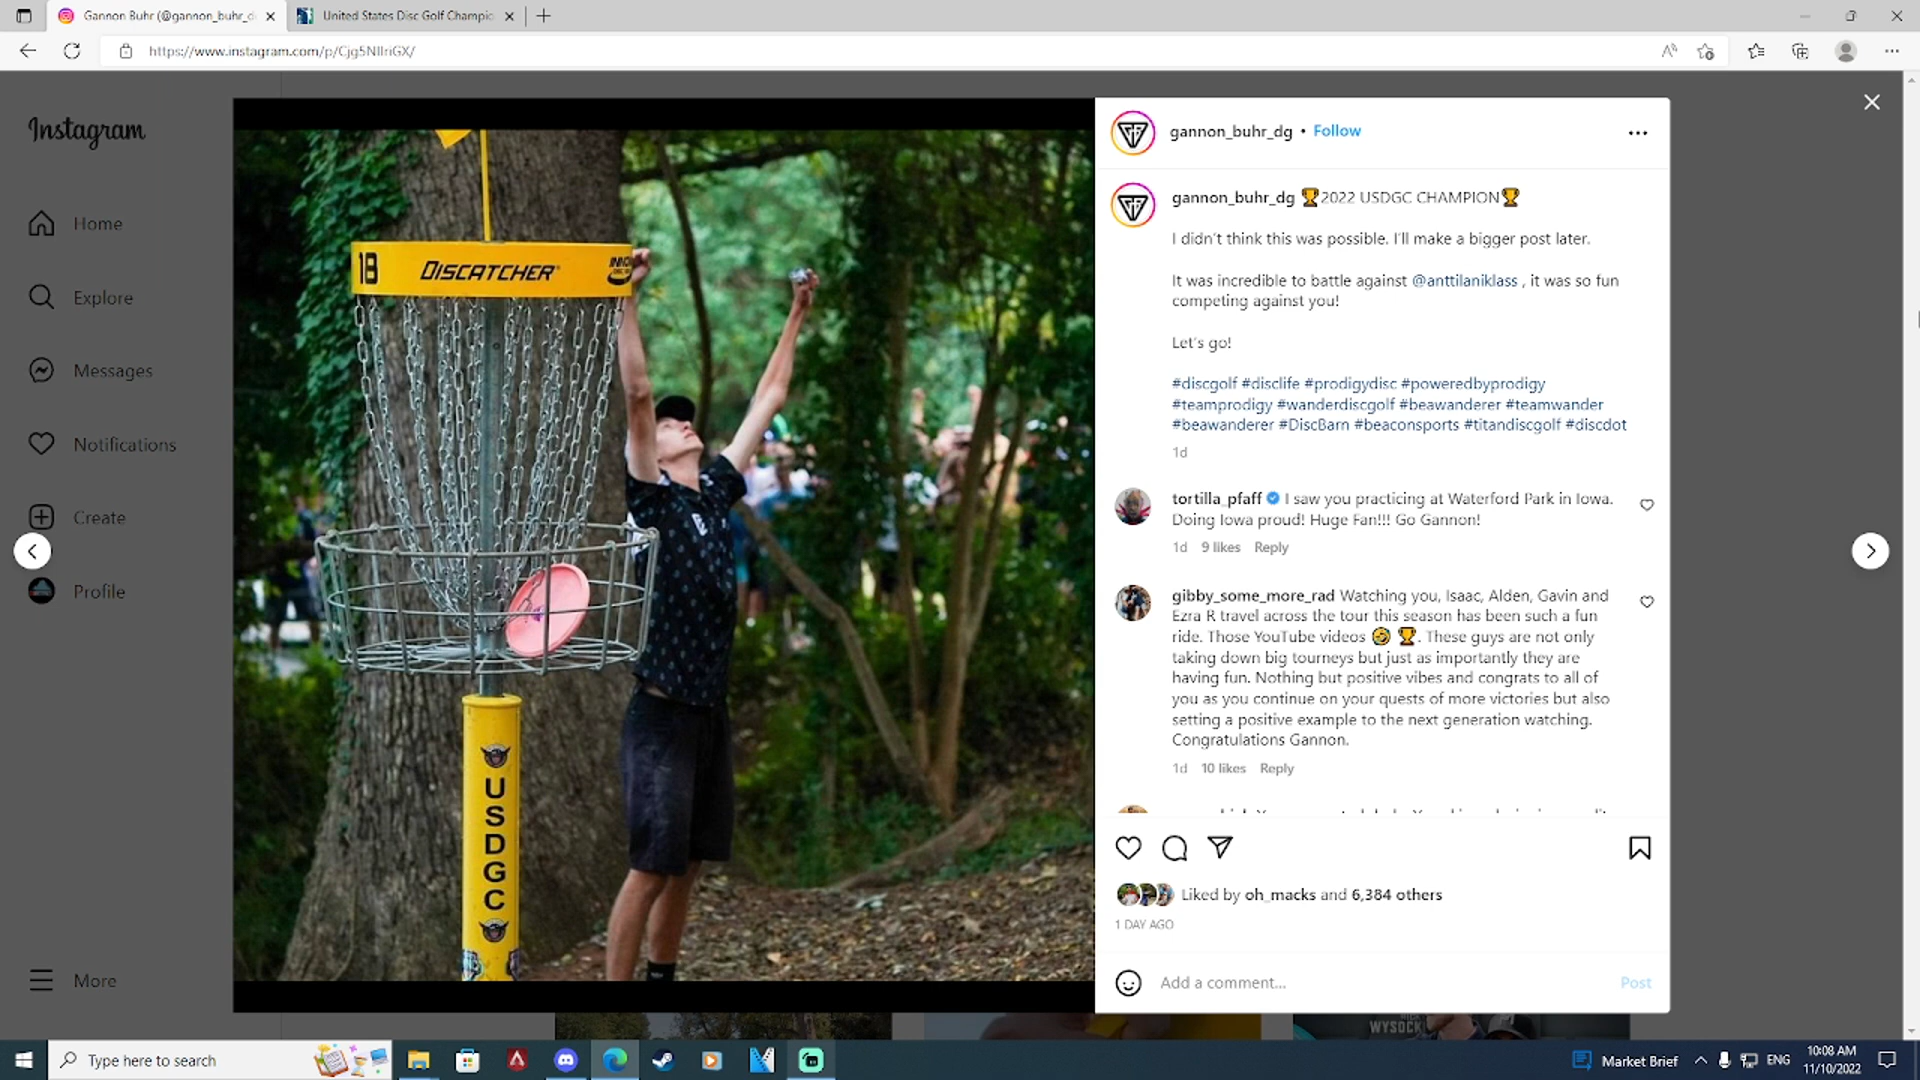 Gannon Buhr (@gannon_buhr_d
United States Disc Golf Champio
https://www.instagram.com/p/Cjg5NIIriGX/
Instagram
Home
Explore
Messages
Notifications
Create
Profile
More
18 DISCATCHER INNOVA
USDGC
gannon_buhr_dg • Follow
gannon_buhr_dg 🏆2022 USDGC CHAMPION🏆
I didn't think this was possible. I'll make a bigger post later.
It was incredible to battle against @anttilaniklass , it was so fun
competing against you!
Let's go!
#discgolf #disclife #prodigydisc #poweredbyprodigy
#teamprodigy #wanderdiscgolf #beawanderer #teamwander
#beawanderer #DiscBarn #beaconsports #titandiscgolf #discdot
1d
tortilla_pfaff I saw you practicing at Waterford Park in Iowa.
Doing Iowa proud! Huge Fan!!! Go Gannon!
1d 9 likes Reply
gibby_some_more_rad Watching you, Isaac, Alden, Gavin and
Ezra R travel across the tour this season has been such a fun
ride. Those YouTube videos 🤣 🏆. These guys are not only
taking down big tourneys but just as importantly they are
having fun. Nothing but positive vibes and congrats to all of
you as you continue on your quests of more victories but also
setting a positive example to the next generation watching.
Congratulations Gannon.
1d 10 likes Reply
Liked by oh_macks and 6,384 others
1 DAY AGO
Add a comment... Post
WYSOCK
Type here to search
Market Brief
ENG
10:08 AM
11/10/2022